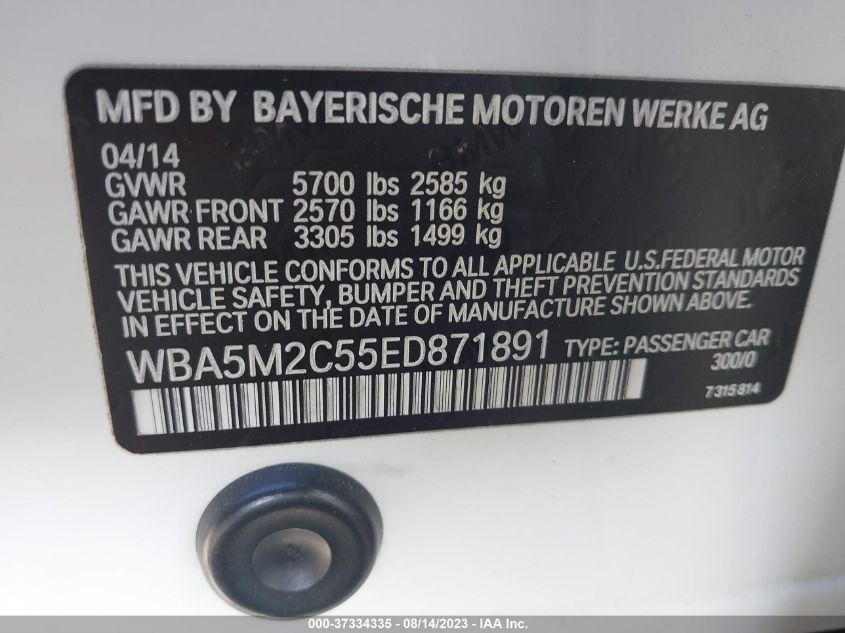 MFD BY BAYERISCHE MOTOREN WERKE AG
04/14
GVWR 5700 lbs 2585 kg
GAWR FRONT 2570 lbs 1166 kg
GAWR REAR 3305 lbs 1499 kg
THIS VEHICLE CONFORMS TO ALL APPLICABLE U.S.FEDERAL MOTOR
VEHICLE SAFETY, BUMPER AND THEFT PREVENTION STANDARDS
IN EFFECT ON THE DATE OF MANUFACTURE SHOWN ABOVE.
WBA5M2C55ED871891 TYPE: PASSENGER CAR
300/0
7 315 814
000-37334335 - 08/14/2023 - IAA Inc.